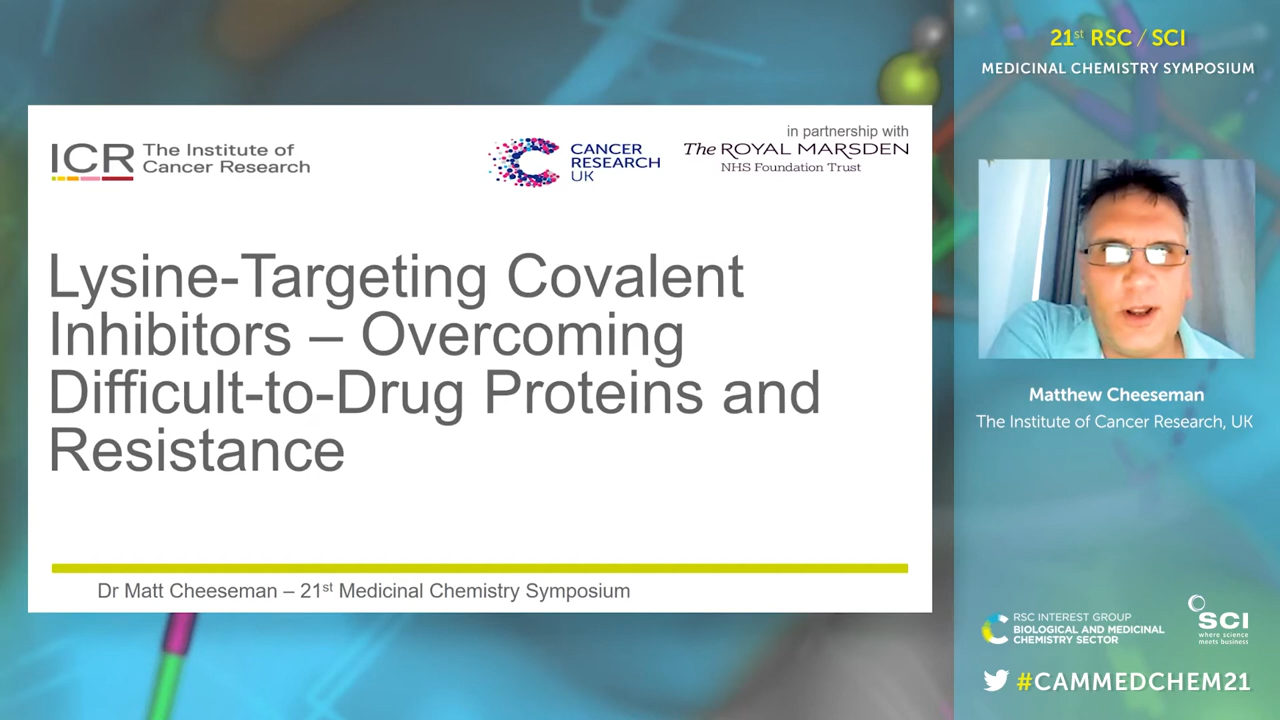 ICR The Institute of
Cancer Research
CANCER
RESEARCH
UK
in partnership with
The ROYAL MARSDEN
NHS Foundation Trust
Lysine-Targeting Covalent
Inhibitors – Overcoming
Difficult-to-Drug Proteins and
Resistance
Dr Matt Cheeseman – 21st Medicinal Chemistry Symposium
21st RSC / SCI
MEDICINAL CHEMISTRY SYMPOSIUM
Matthew Cheeseman
The Institute of Cancer Research, UK
RSC INTEREST GROUP
BIOLOGICAL AND MEDICINAL
CHEMISTRY SECTOR
SCI
where science
meets business
#CAMMEDCHEM21